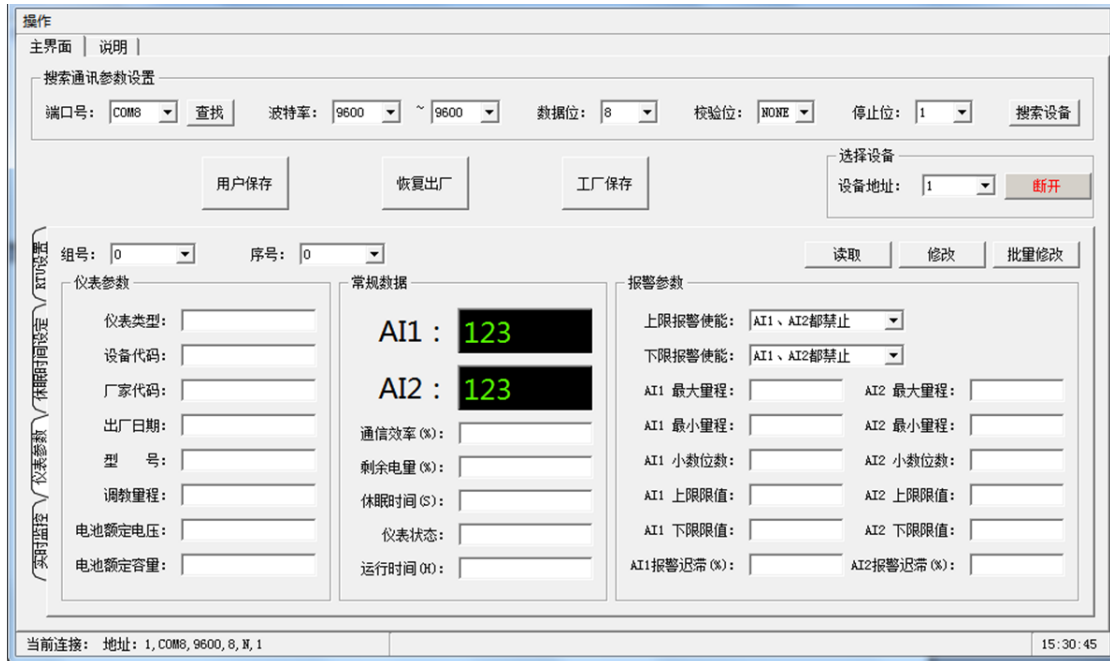 操作
主界面 说明
搜索通讯参数设置
端口号: COM8 查找 波特率: 9600 ~ 9600 数据位: 8 校验位: NONE 停止位: 1 搜索设备
用户保存 恢复出厂 工厂保存
选择设备
设备地址: 1 断开
RTU设置
休眠时间设定
仪表参数
实时监控
组号: 0 序号: 0 读取 修改 批量修改
仪表参数
仪表类型:
设备代码:
厂家代码:
出厂日期:
型 号:
调教量程:
电池额定电压:
电池额定容量:
常规数据
AI1: 123
AI2: 123
通信效率(%):
剩余电量(%):
休眠时间(S):
仪表状态:
运行时间(H):
报警参数
上限报警使能: AI1、AI2都禁止
下限报警使能: AI1、AI2都禁止
AI1 最大量程: AI2 最大量程:
AI1 最小量程: AI2 最小量程:
AI1 小数位数: AI2 小数位数:
AI1 上限限值: AI2 上限限值:
AI1 下限限值: AI2 下限限值:
AI1报警迟滞(%): AI2报警迟滞(%):
当前连接: 地址: 1,COM8,9600,8,N,1 15:30:45